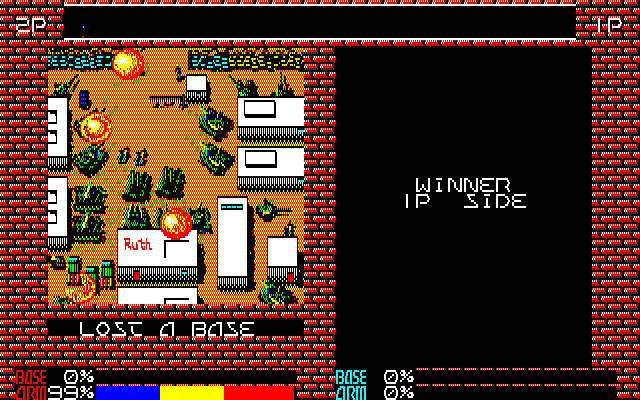 2P 1P
WINNER
1P SIDE
Ruth
LOST A BASE
BASE 0%
ARM 99%
BASE 0%
ARM 0%